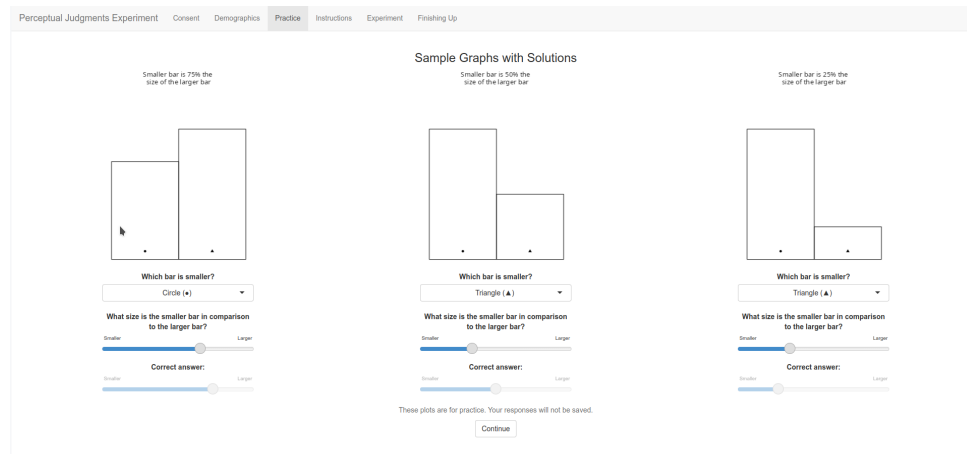 Perceptual Judgments Experiment Consent Demographics Practice Instructions Experiment Finishing Up
Sample Graphs with Solutions
Smaller bar is 75% the
size of the larger bar
Smaller bar is 50% the
size of the larger bar
Smaller bar is 25% the
size of the larger bar
Which bar is smaller?
Circle (●)
What size is the smaller bar in comparison
to the larger bar?
Smaller Larger
Correct answer:
Smaller Larger
Which bar is smaller?
Triangle (▲)
What size is the smaller bar in comparison
to the larger bar?
Smaller Larger
Correct answer:
Smaller Larger
Which bar is smaller?
Triangle (▲)
What size is the smaller bar in comparison
to the larger bar?
Smaller Larger
Correct answer:
Smaller Larger
These plots are for practice. Your responses will not be saved.
Continue